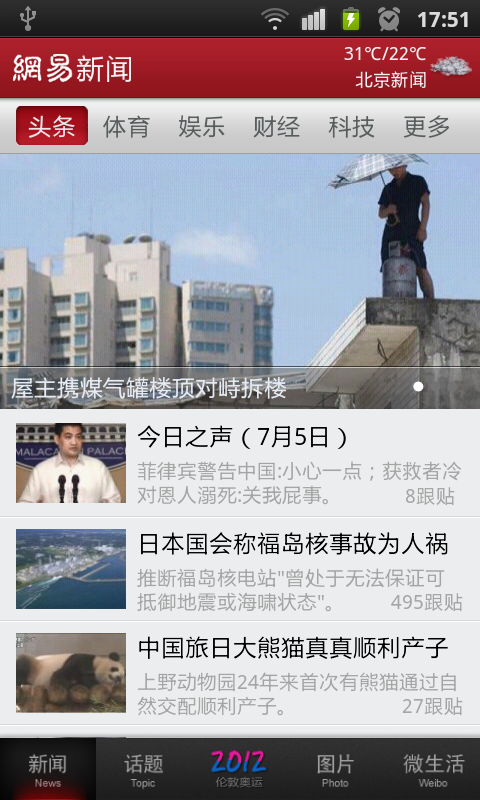 17:51
網易新闻
31℃/22℃
北京新闻
头条 体育 娱乐 财经 科技 更多
屋主携煤气罐楼顶对峙拆楼
MALACAÑAN PALACE
今日之声（7月5日）
菲律宾警告中国:小心一点；获救者冷
对恩人溺死:关我屁事。 8跟贴
日本国会称福岛核事故为人祸
推断福岛核电站"曾处于无法保证可
抵御地震或海啸状态"。 495跟贴
中国旅日大熊猫真真顺利产子
上野动物园24年来首次有熊猫通过自
然交配顺利产子。 27跟贴
新闻 话题 2012 图片 微生活
News Topic 伦敦奥运 Photo Weibo